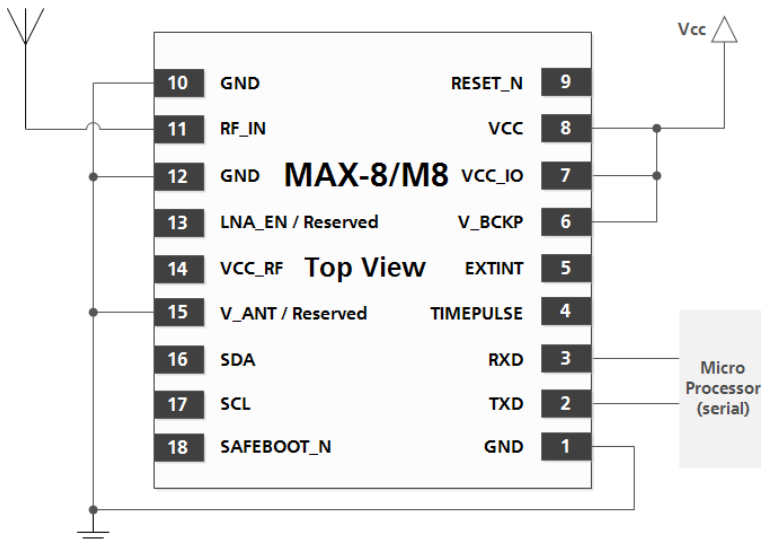 Vcc
10 GND RESET_N 9
11 RF_IN VCC 8
12 GND MAX-8/M8 VCC_IO 7
13 LNA_EN / Reserved V_BCKP 6
14 VCC_RF Top View EXTINT 5
15 V_ANT / Reserved TIMEPULSE 4
16 SDA RXD 3
17 SCL TXD 2
18 SAFEBOOT_N GND 1
Micro
Processor
(serial)